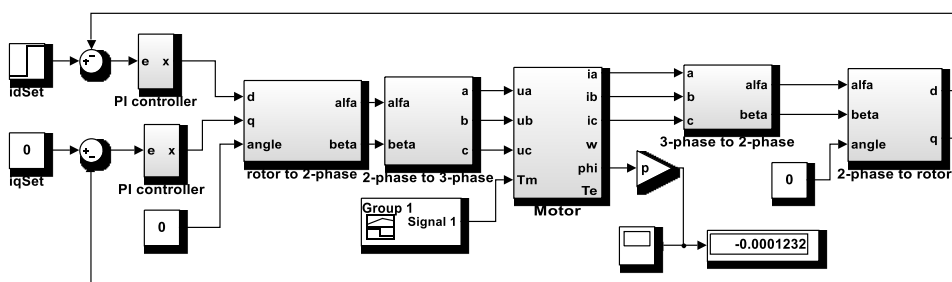 idSet
+
−
e x
PI controller
0
iqSet
+
−
e x
PI controller
d
q
angle
alfa
beta
rotor to 2-phase
0
alfa
beta
a
b
c
2-phase to 3-phase
Group 1
Signal 1
ua
ub
uc
Tm
ia
ib
ic
w
phi
Te
Motor
p
-0.0001232
a
b
c
alfa
beta
3-phase to 2-phase
0
alfa
beta
angle
d
q
2-phase to rotor